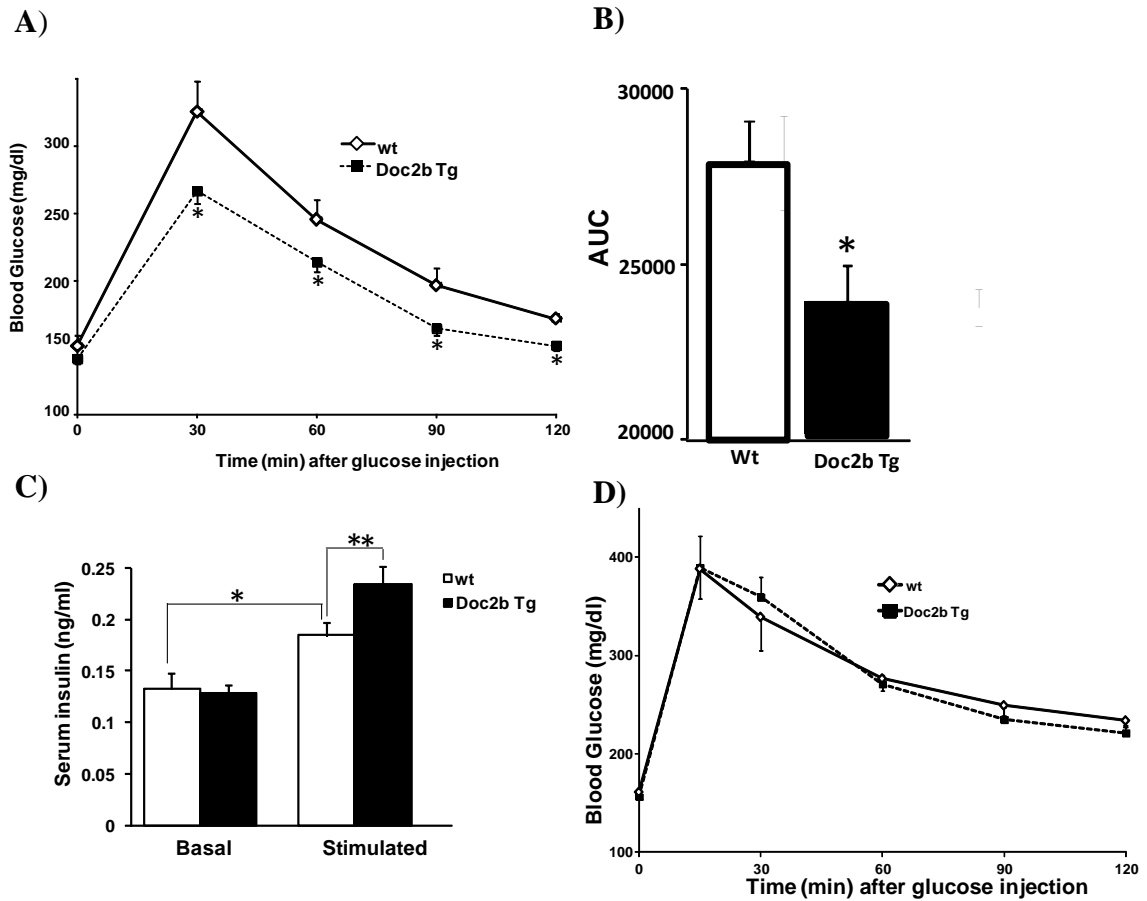 A)
Blood Glucose (mg/dl)
300
250
200
150
100
wt
Doc2b Tg
*
*
*
*
0 30 60 90 120
Time (min) after glucose injection
B)
AUC
30000
25000
20000
*
Wt Doc2b Tg
C)
Serum insulin (ng/ml)
0.25
0.2
0.15
0.1
0.05
0
*
**
wt
Doc2b Tg
Basal Stimulated
D)
Blood Glucose (mg/dl)
400
300
200
100
wt
Doc2b Tg
0 30 60 90 120
Time (min) after glucose injection